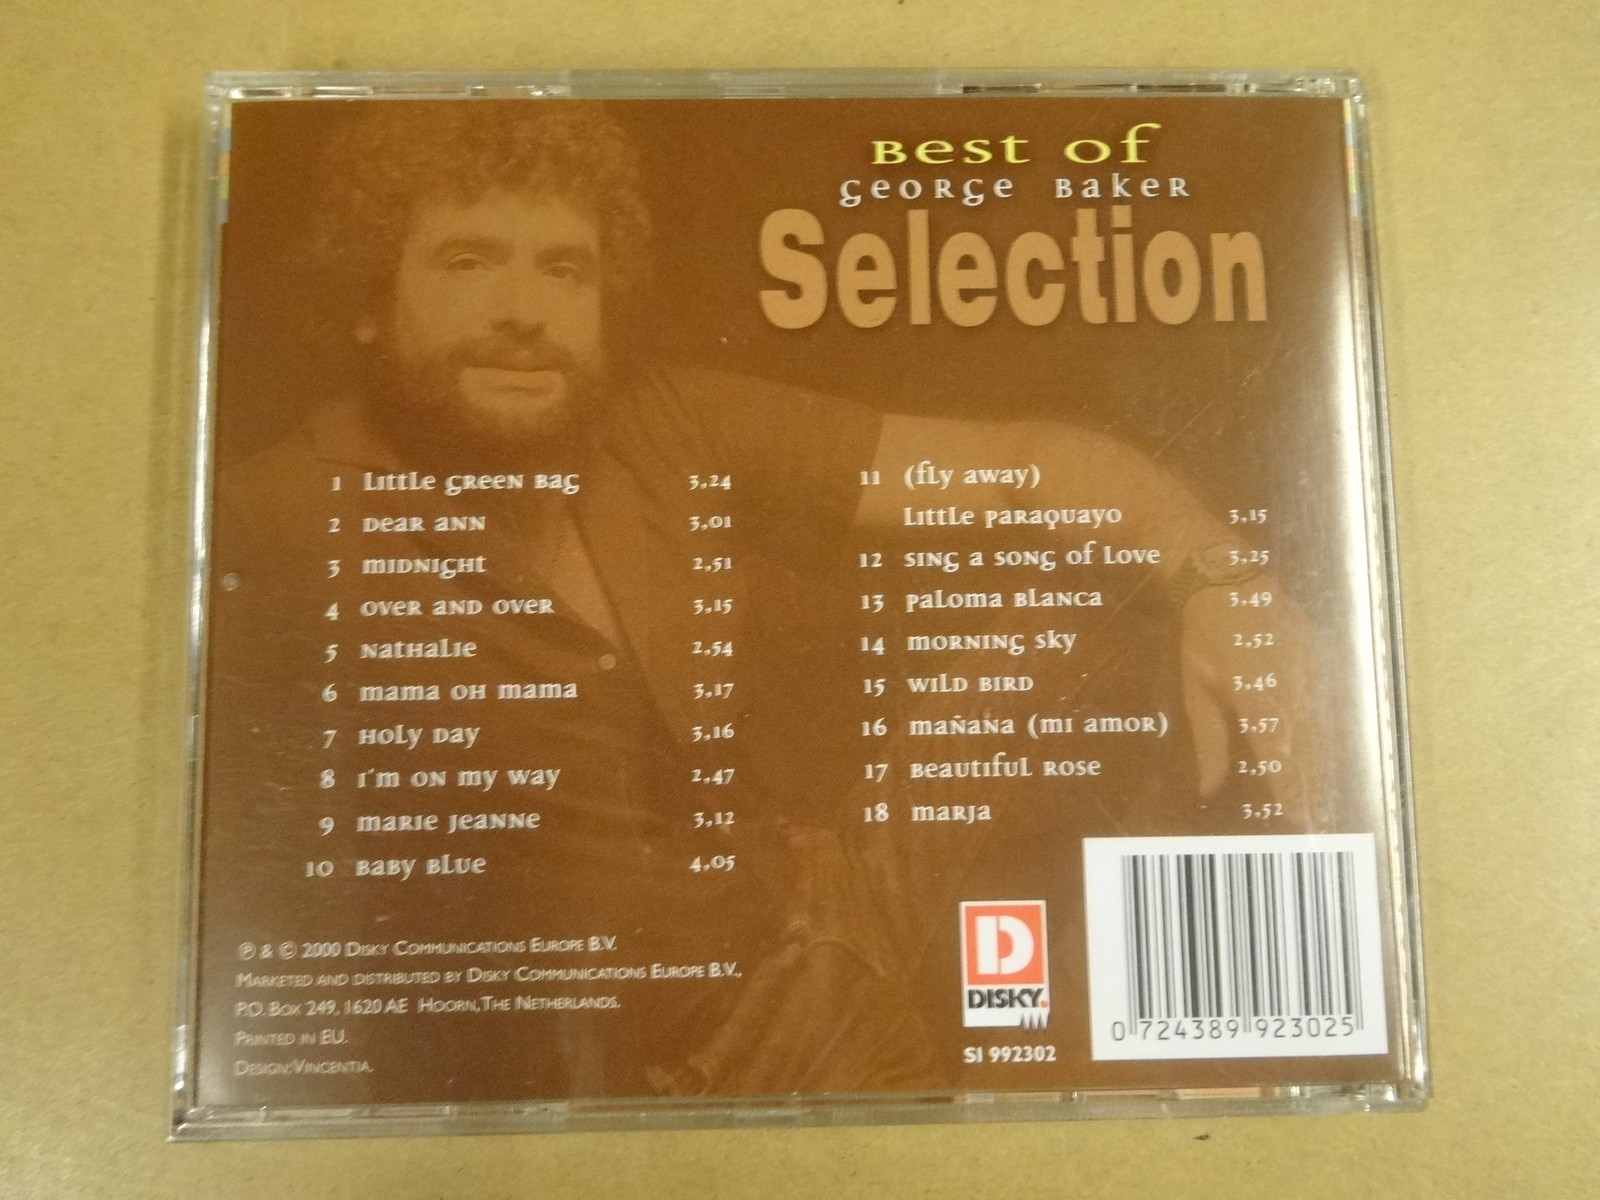 Best of
George Baker
Selection
1 Little Green Bag 3,24
2 Dear Ann 3,01
3 Midnight 2,51
4 Over and Over 3,15
5 Nathalie 2,54
6 Mama Oh Mama 3,17
7 Holy Day 3,16
8 I'm on my way 2,47
9 Marie Jeanne 3,12
10 Baby Blue 4,05
11 (fly away)
Little Paraquayo 3,15
12 Sing a Song of Love 3,25
13 Paloma Blanca 3,49
14 Morning Sky 2,52
15 Wild Bird 3,46
16 Mañana (Mi Amor) 3,57
17 Beautiful Rose 2,50
18 Marja 3,52
℗ & © 2000 Disky Communications Europe B.V.
Marketed and distributed by Disky Communications Europe B.V.,
P.O. Box 249, 1620 AE Hoorn, The Netherlands.
Printed in EU.
Design: Vincentia.
D
DISKY.
SI 992302
0 724389 923025